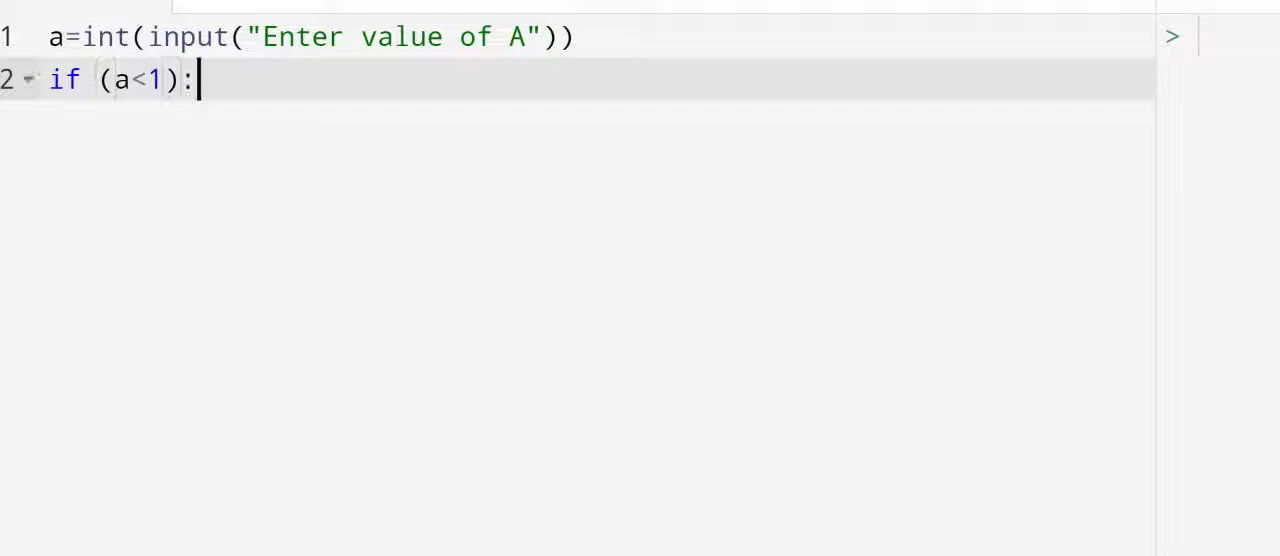 1 a=int(input("Enter value of A"))
2 if (a<1):
>